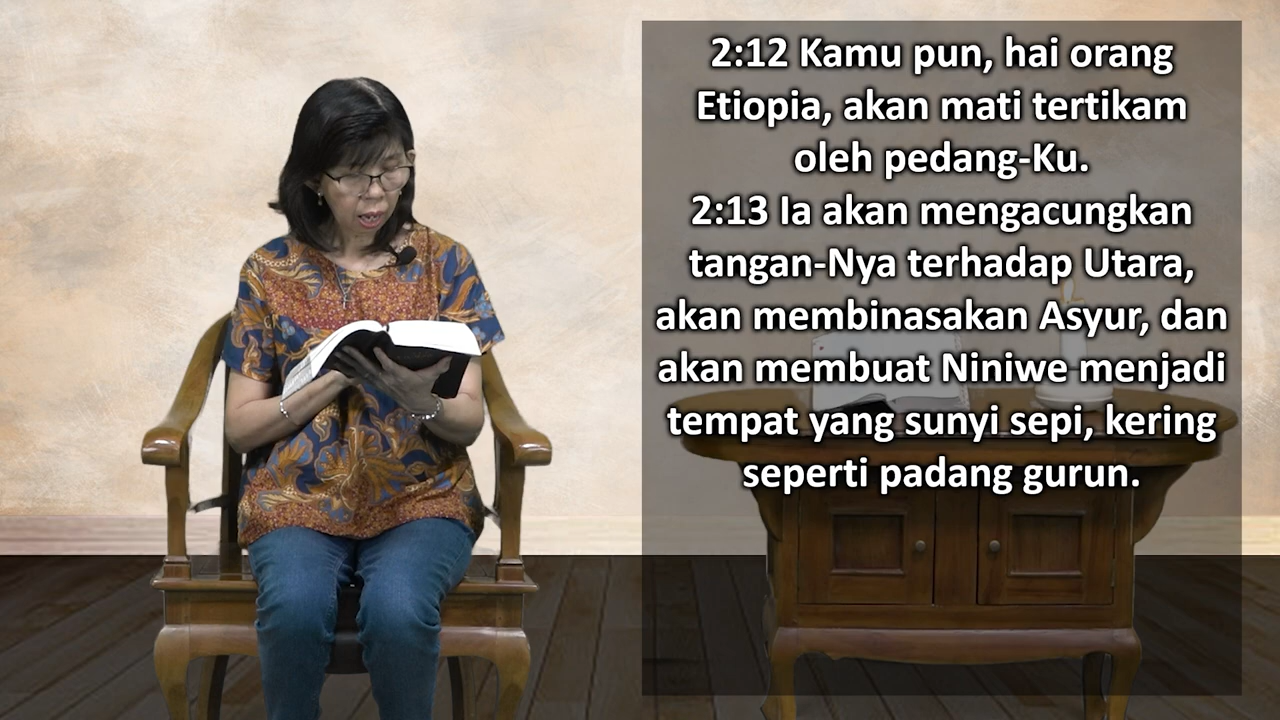 2:12 Kamu pun, hai orang
Etiopia, akan mati tertikam
oleh pedang-Ku.
2:13 Ia akan mengacungkan
tangan-Nya terhadap Utara,
akan membinasakan Asyur, dan
akan membuat Niniwe menjadi
tempat yang sunyi sepi, kering
seperti padang gurun.